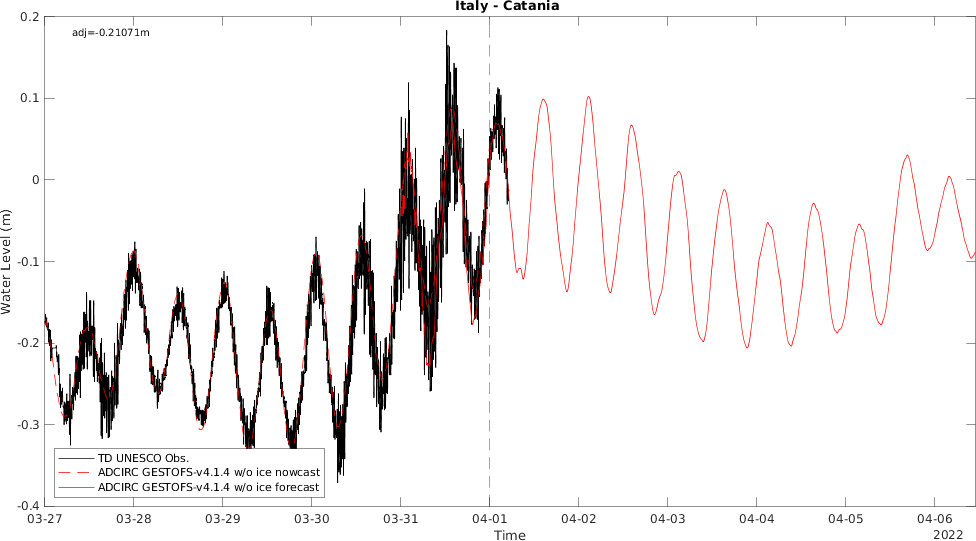 Italy - Catania
adj=-0.21071m
0.2
0.1
0
-0.1
-0.2
-0.3
-0.4
Water Level (m)
TD UNESCO Obs.
ADCIRC GESTOFS-v4.1.4 w/o ice nowcast
ADCIRC GESTOFS-v4.1.4 w/o ice forecast
03-27 03-28 03-29 03-30 03-31 04-01 04-02 04-03 04-04 04-05 04-06
Time
2022